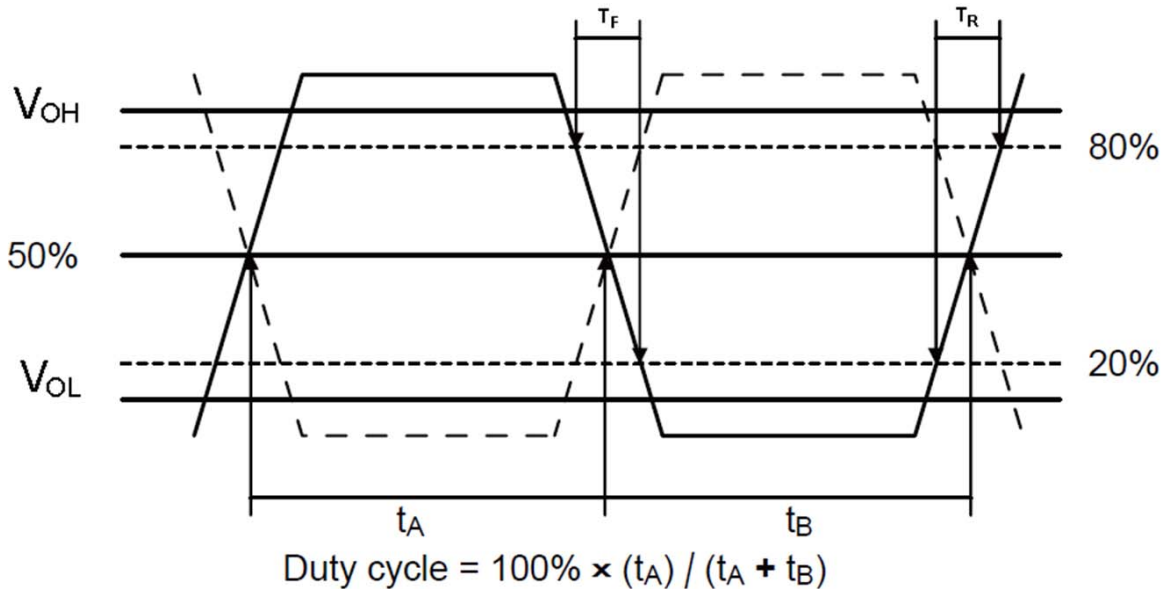 TF
TR
VOH
80%
50%
20%
VOL
tA
tB
Duty cycle = 100% × (tA) / (tA + tB)